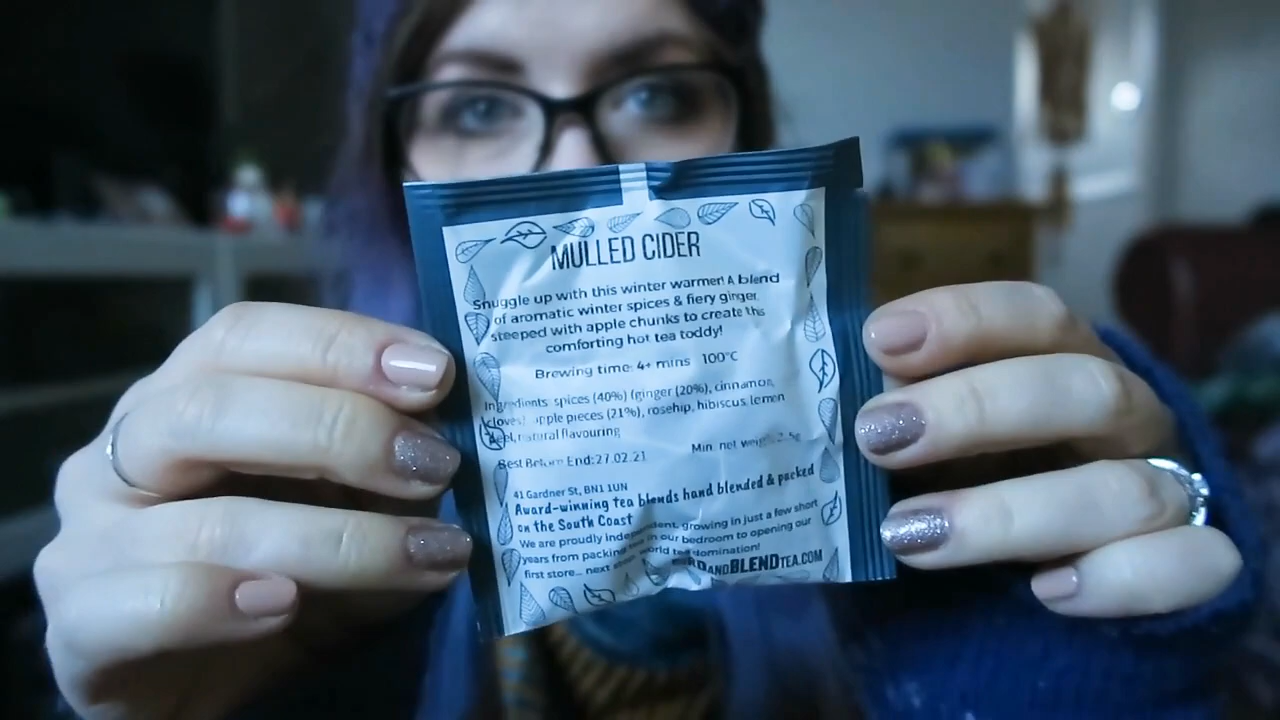 MULLED CIDER
Snuggle up with this winter warmer! A blend
of aromatic winter spices & fiery ginger,
steeped with apple chunks to create this
comforting hot tea toddy!
Brewing time: 4+ mins 100°C
Ingredients: spices (40%) (ginger (20%), cinnamon,
cloves) apple pieces (21%), rosehip, hibiscus, lemon
peel, natural flavouring
Best Before End: 27.02.21
Min. net weight
41 Gardner St, BN1 1UN
Award-winning tea blends hand blended & packed
on the South Coast
We are proudly independent, growing in just a few short
years from packing tea in our bedroom to opening our
first store... next stop world tea domination!
ANDBLENDTEA.COM